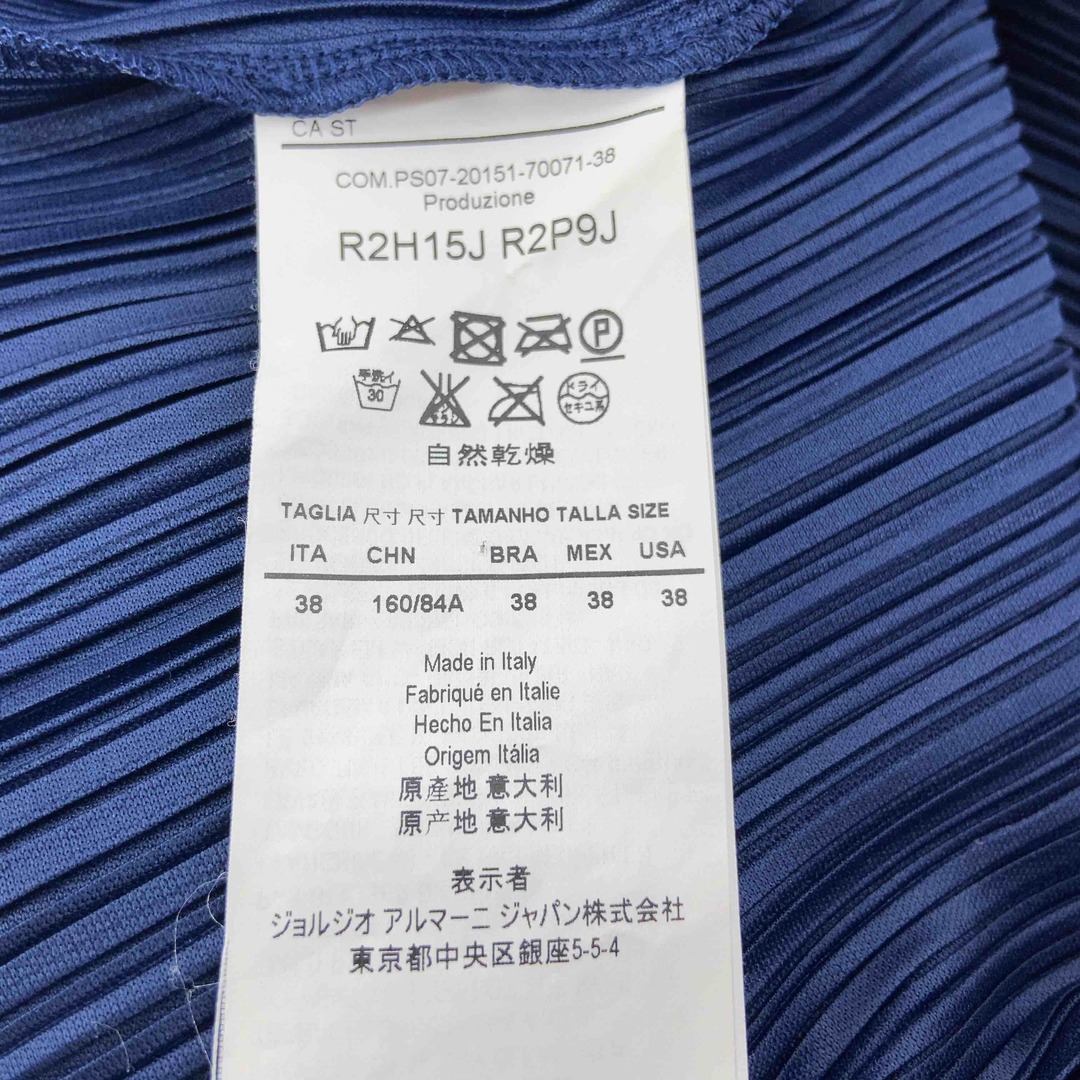 CA ST
COM.PS07-20151-70071-38
Produzione
R2H15J R2P9J
P
手洗イ
30
ドライ
セキユ系
自然乾燥
TAGLIA 尺寸 尺寸 TAMANHO TALLA SIZE
ITA CHN BRA MEX USA
38 160/84A 38 38 38
Made in Italy
Fabriqué en Italie
Hecho En Italia
Origem Itália
原產地 意大利
原产地 意大利
表示者
ジョルジオ アルマーニ ジャパン株式会社
東京都中央区銀座5-5-4